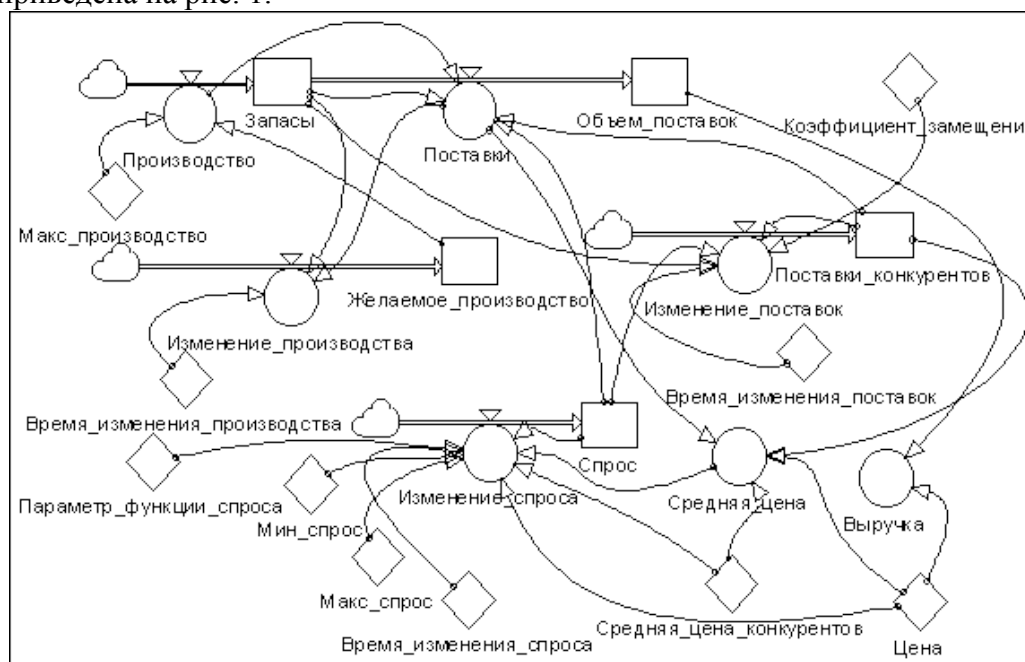 приведена на рис. 1.
Запасы
Объем_поставок
Коэффициент_замещени
Производство
Поставки
Макс_производство
Поставки_конкурентов
Желаемое_производство
Изменение_поставок
Изменение_производства
Время_изменения_поставок
Время_изменения_производства
Спрос
Параметр_функции_спроса
Изменение_спроса
Средняя_цена
Мин_спрос
Выручка
Макс_спрос
Средняя_цена_конкурентов
Время_изменения_спроса
Цена